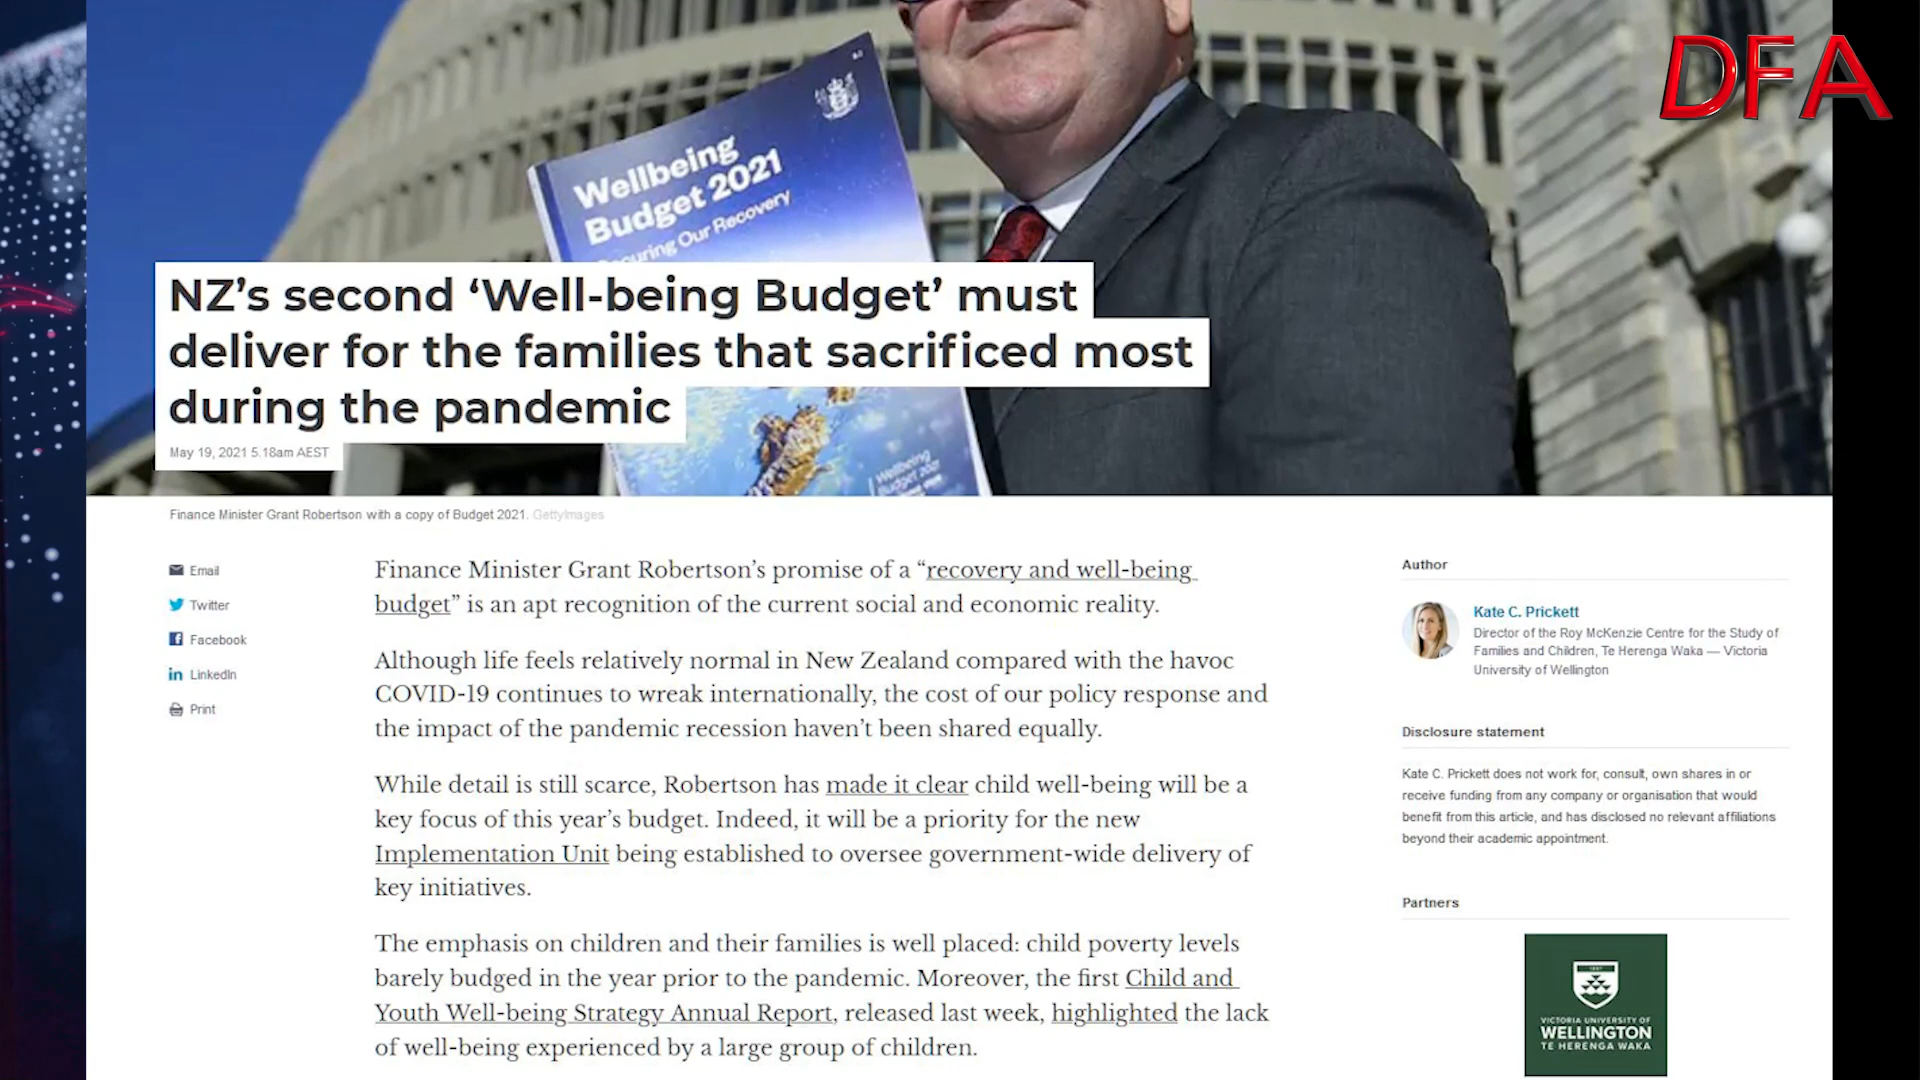 DFA
Wellbeing
Budget 2021
Our Recovery
NZ’s second ‘Well-being Budget’ must
deliver for the families that sacrificed most
during the pandemic
May 19, 2021 5.18am AEST
Wellbeing
Budget 2021
Finance Minister Grant Robertson with a copy of Budget 2021. GettyImages
Email
Twitter
Facebook
LinkedIn
Print
Finance Minister Grant Robertson’s promise of a “recovery and well-being
budget” is an apt recognition of the current social and economic reality.
Although life feels relatively normal in New Zealand compared with the havoc
COVID-19 continues to wreak internationally, the cost of our policy response and
the impact of the pandemic recession haven’t been shared equally.
While detail is still scarce, Robertson has made it clear child well-being will be a
key focus of this year’s budget. Indeed, it will be a priority for the new
Implementation Unit being established to oversee government-wide delivery of
key initiatives.
The emphasis on children and their families is well placed: child poverty levels
barely budged in the year prior to the pandemic. Moreover, the first Child and
Youth Well-being Strategy Annual Report, released last week, highlighted the lack
of well-being experienced by a large group of children.
Author
Kate C. Prickett
Director of the Roy McKenzie Centre for the Study of
Families and Children, Te Herenga Waka — Victoria
University of Wellington
Disclosure statement
Kate C. Prickett does not work for, consult, own shares in or
receive funding from any company or organisation that would
benefit from this article, and has disclosed no relevant affiliations
beyond their academic appointment.
Partners
VICTORIA UNIVERSITY OF
WELLINGTON
TE HERENGA WAKA